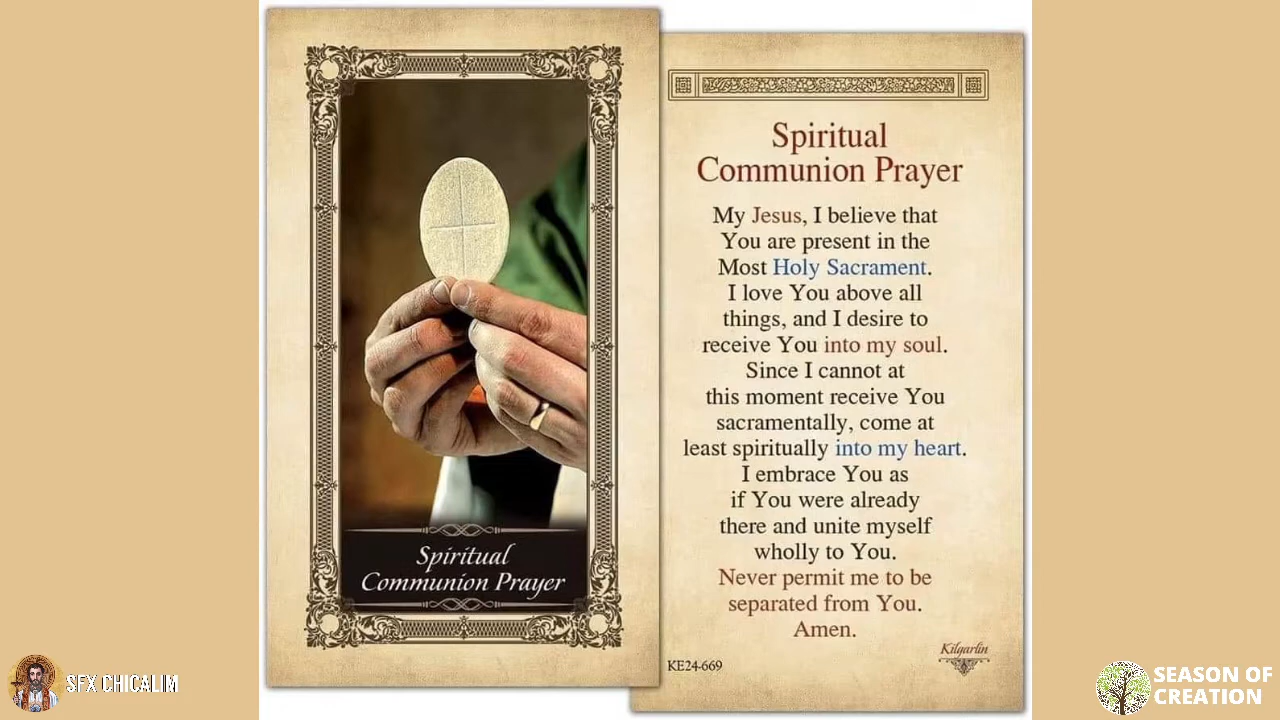 Spiritual
Communion Prayer
Spiritual
Communion Prayer
My Jesus, I believe that
You are present in the
Most Holy Sacrament.
I love You above all
things, and I desire to
receive You into my soul.
Since I cannot at
this moment receive You
sacramentally, come at
least spiritually into my heart.
I embrace You as
if You were already
there and unite myself
wholly to You.
Never permit me to be
separated from You.
Amen.
Kilgarlin
KE24-669
SFX CHICALIM
SEASON OF
CREATION